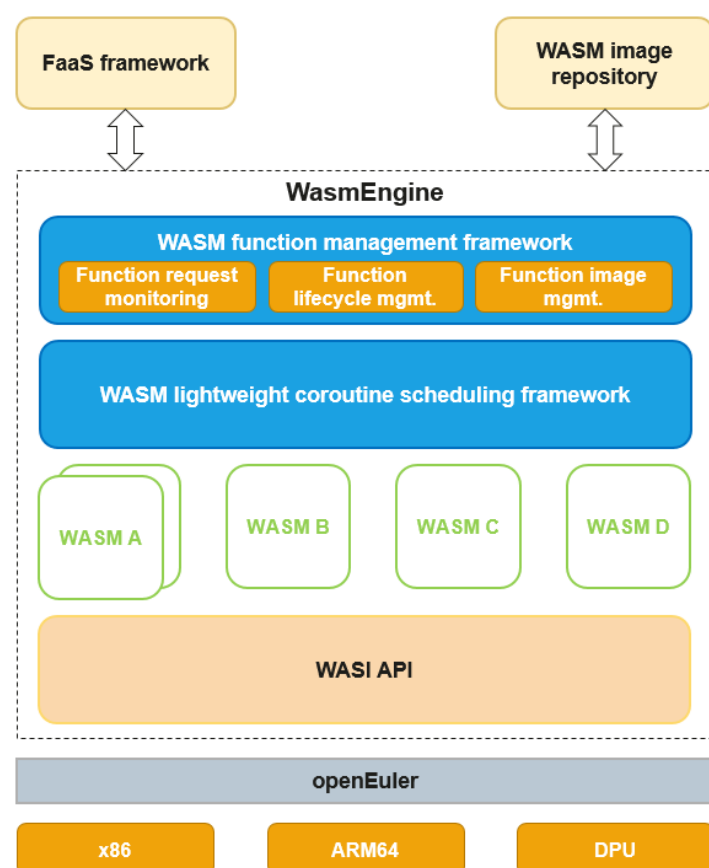 FaaS framework
WASM image
repository
WasmEngine
WASM function management framework
Function request
monitoring
Function
lifecycle mgmt.
Function image
mgmt.
WASM lightweight coroutine scheduling framework
WASM A
WASM B
WASM C
WASM D
WASI API
openEuler
x86
ARM64
DPU